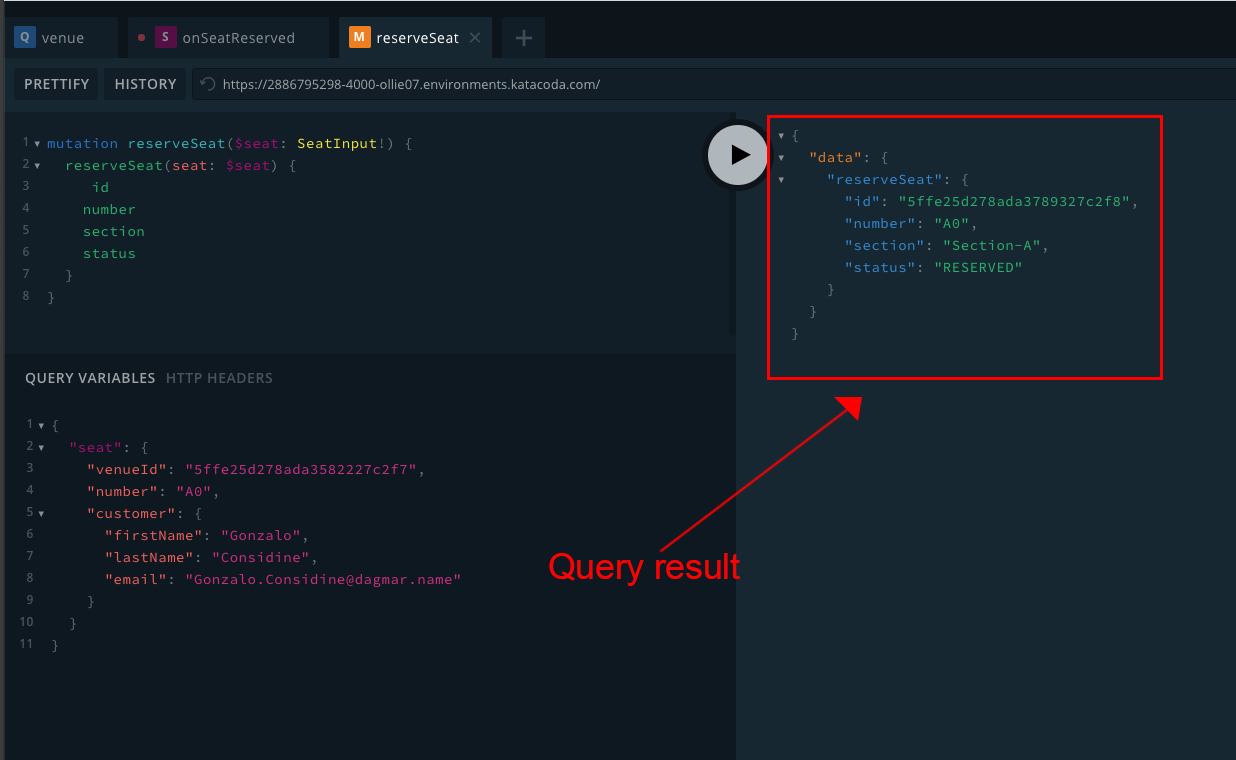 Q venue S onSeatReserved M reserveSeat
PRETTIFY HISTORY https://2886795298-4000-ollie07.environments.katacoda.com/
1 mutation reserveSeat($seat: SeatInput!) {
2 reserveSeat(seat: $seat) {
3 id
4 number
5 section
6 status
7 }
8 }
QUERY VARIABLES HTTP HEADERS
1 {
2 "seat": {
3 "venueId": "5ffe25d278ada3582227c2f7",
4 "number": "A0",
5 "customer": {
6 "firstName": "Gonzalo",
7 "lastName": "Considine",
8 "email": "Gonzalo.Considine@dagmar.name"
9 }
10 }
11 }
{
"data": {
"reserveSeat": {
"id": "5ffe25d278ada3789327c2f8",
"number": "A0",
"section": "Section-A",
"status": "RESERVED"
}
}
}
Query result